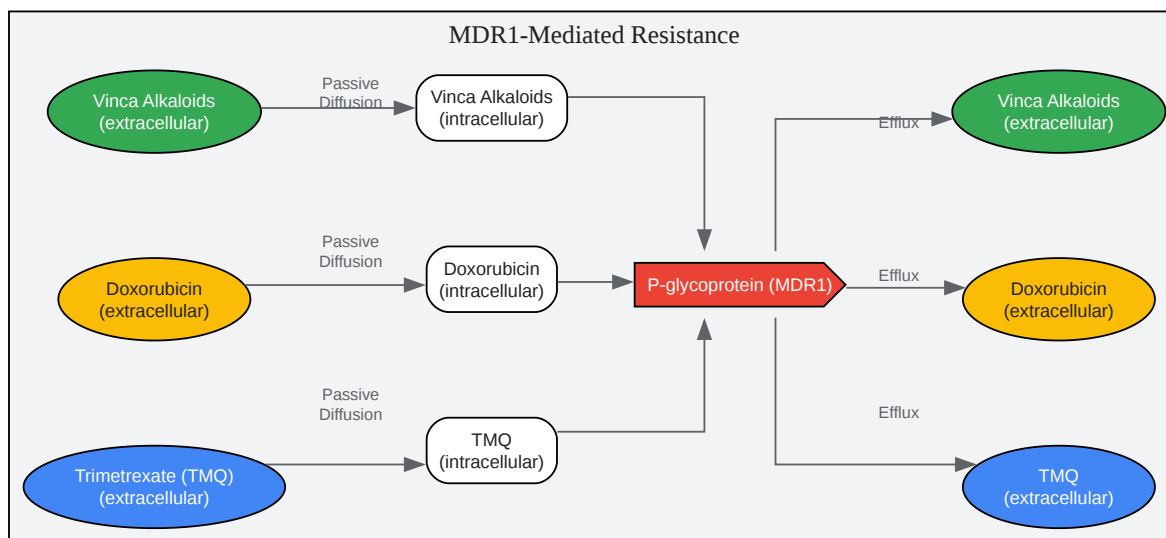 MDR1-Mediated Resistance
Vinca Alkaloids
(extracellular)
Passive
Diffusion
Vinca Alkaloids
(intracellular)
Efflux
Vinca Alkaloids
(extracellular)
Doxorubicin
(extracellular)
Passive
Diffusion
Doxorubicin
(intracellular)
P-glycoprotein (MDR1)
Efflux
Doxorubicin
(extracellular)
Trimetrexate (TMQ)
(extracellular)
Passive
Diffusion
TMQ
(intracellular)
Efflux
TMQ
(extracellular)